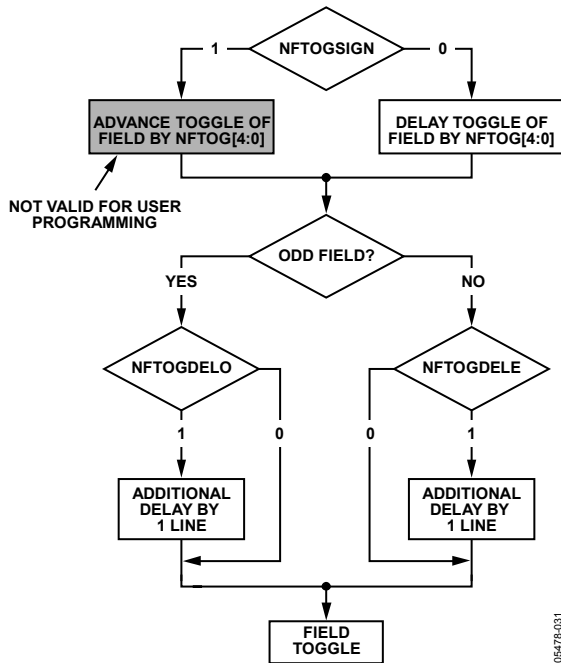 1
NFTOGSIGN
0
ADVANCE TOGGLE OF
FIELD BY NFTOG[4:0]
DELAY TOGGLE OF
FIELD BY NFTOG[4:0]
NOT VALID FOR USER
PROGRAMMING
ODD FIELD?
YES
NO
NFTOGDELO
NFTOGDELE
1
0
0
1
ADDITIONAL
DELAY BY
1 LINE
ADDITIONAL
DELAY BY
1 LINE
FIELD
TOGGLE
05478-031